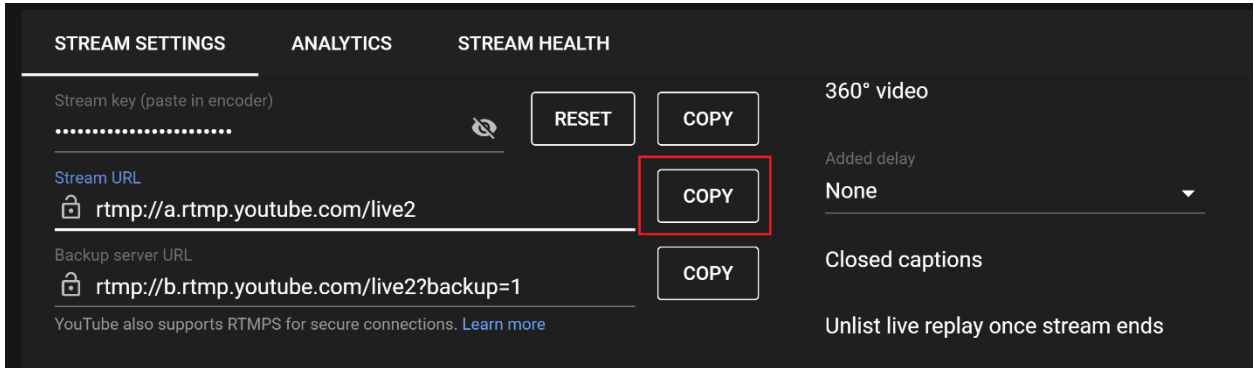 STREAM SETTINGS ANALYTICS STREAM HEALTH
Stream key (paste in encoder)
•••••••••••••••••••••••• RESET COPY
Stream URL
rtmp://a.rtmp.youtube.com/live2 COPY
Backup server URL
rtmp://b.rtmp.youtube.com/live2?backup=1 COPY
YouTube also supports RTMPS for secure connections. Learn more
360° video
Added delay
None
Closed captions
Unlist live replay once stream ends